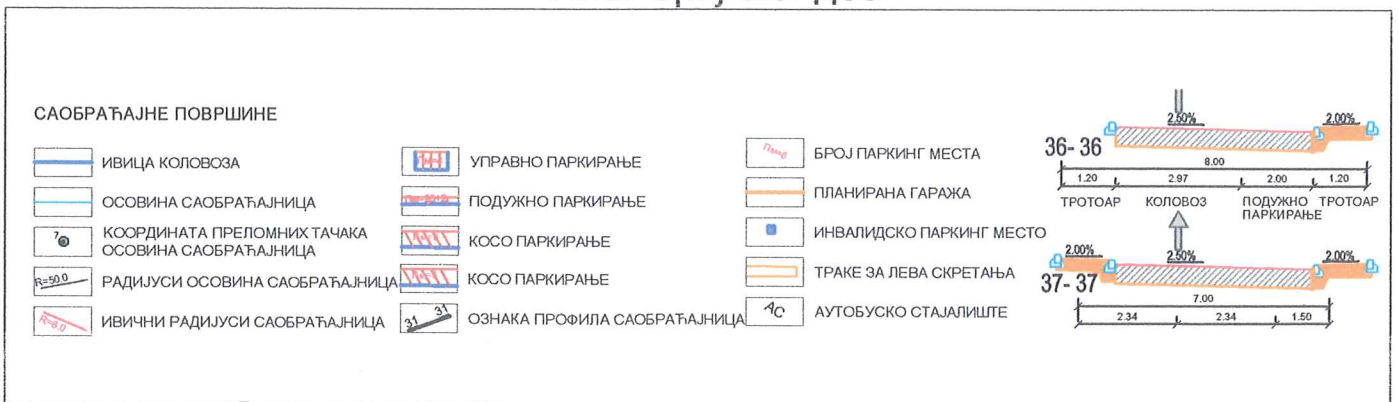 САОБРАЋАЈНЕ ПОВРШИНЕ
ИВИЦА КОЛОВОЗА
ОСОВИНА САОБРАЋАЈНИЦА
7
КООРДИНАТА ПРЕЛОМНИХ ТАЧАКА
ОСОВИНА САОБРАЋАЈНИЦА
R=50.0
РАДИЈУСИ ОСОВИНА САОБРАЋАЈНИЦА
R=6.0
ИВИЧНИ РАДИЈУСИ САОБРАЋАЈНИЦА
УПРАВНО ПАРКИРАЊЕ
ПОДУЖНО ПАРКИРАЊЕ
КОСО ПАРКИРАЊЕ
КОСО ПАРКИРАЊЕ
31 31
ОЗНАКА ПРОФИЛА САОБРАЋАЈНИЦА
БРОЈ ПАРКИНГ МЕСТА
ПЛАНИРАНА ГАРАЖА
ИНВАЛИДСКО ПАРКИНГ МЕСТО
ТРАКЕ ЗА ЛЕВА СКРЕТАЊА
АС
АУТОБУСКО СТАЈАЛИШТЕ
2.50% 2.00%
36- 36
8.00
1.20 2.97 2.00 1.20
ТРОТОАР КОЛОВОЗ ПОДУЖНО ПАРКИРАЊЕ ТРОТОАР
2.00% 2.50% 2.00%
37- 37
7.00
2.34 2.34 1.50